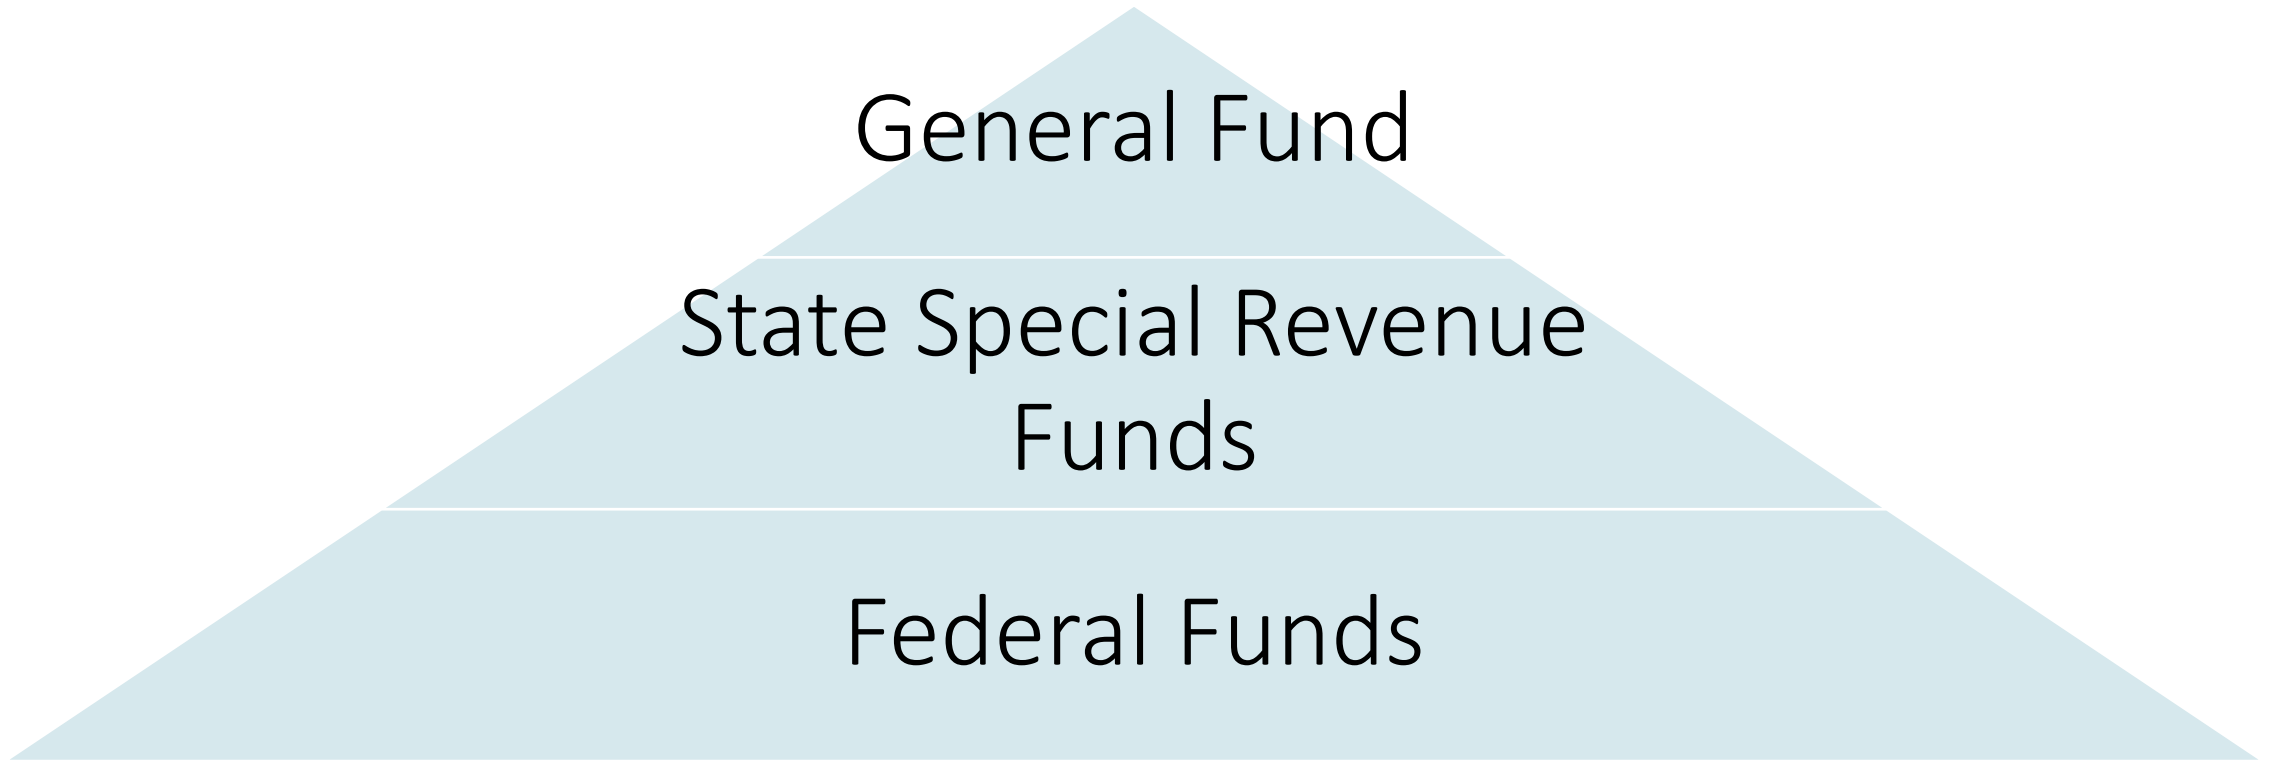 General Fund
State Special Revenue
Funds
Federal Funds